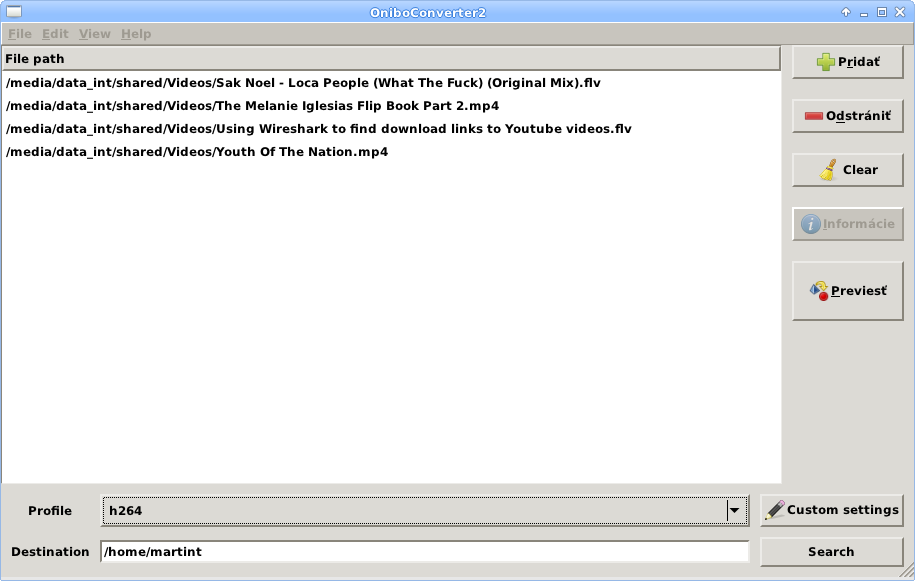 OniboConverter2
File Edit View Help
File path
/media/data_int/shared/Videos/Sak Noel - Loca People (What The Fuck) (Original Mix).flv
/media/data_int/shared/Videos/The Melanie Iglesias Flip Book Part 2.mp4
/media/data_int/shared/Videos/Using Wireshark to find download links to Youtube videos.flv
/media/data_int/shared/Videos/Youth Of The Nation.mp4
Pridať
Odstrániť
Clear
Informácie
Previesť
Profile h264 Custom settings
Destination /home/martint Search